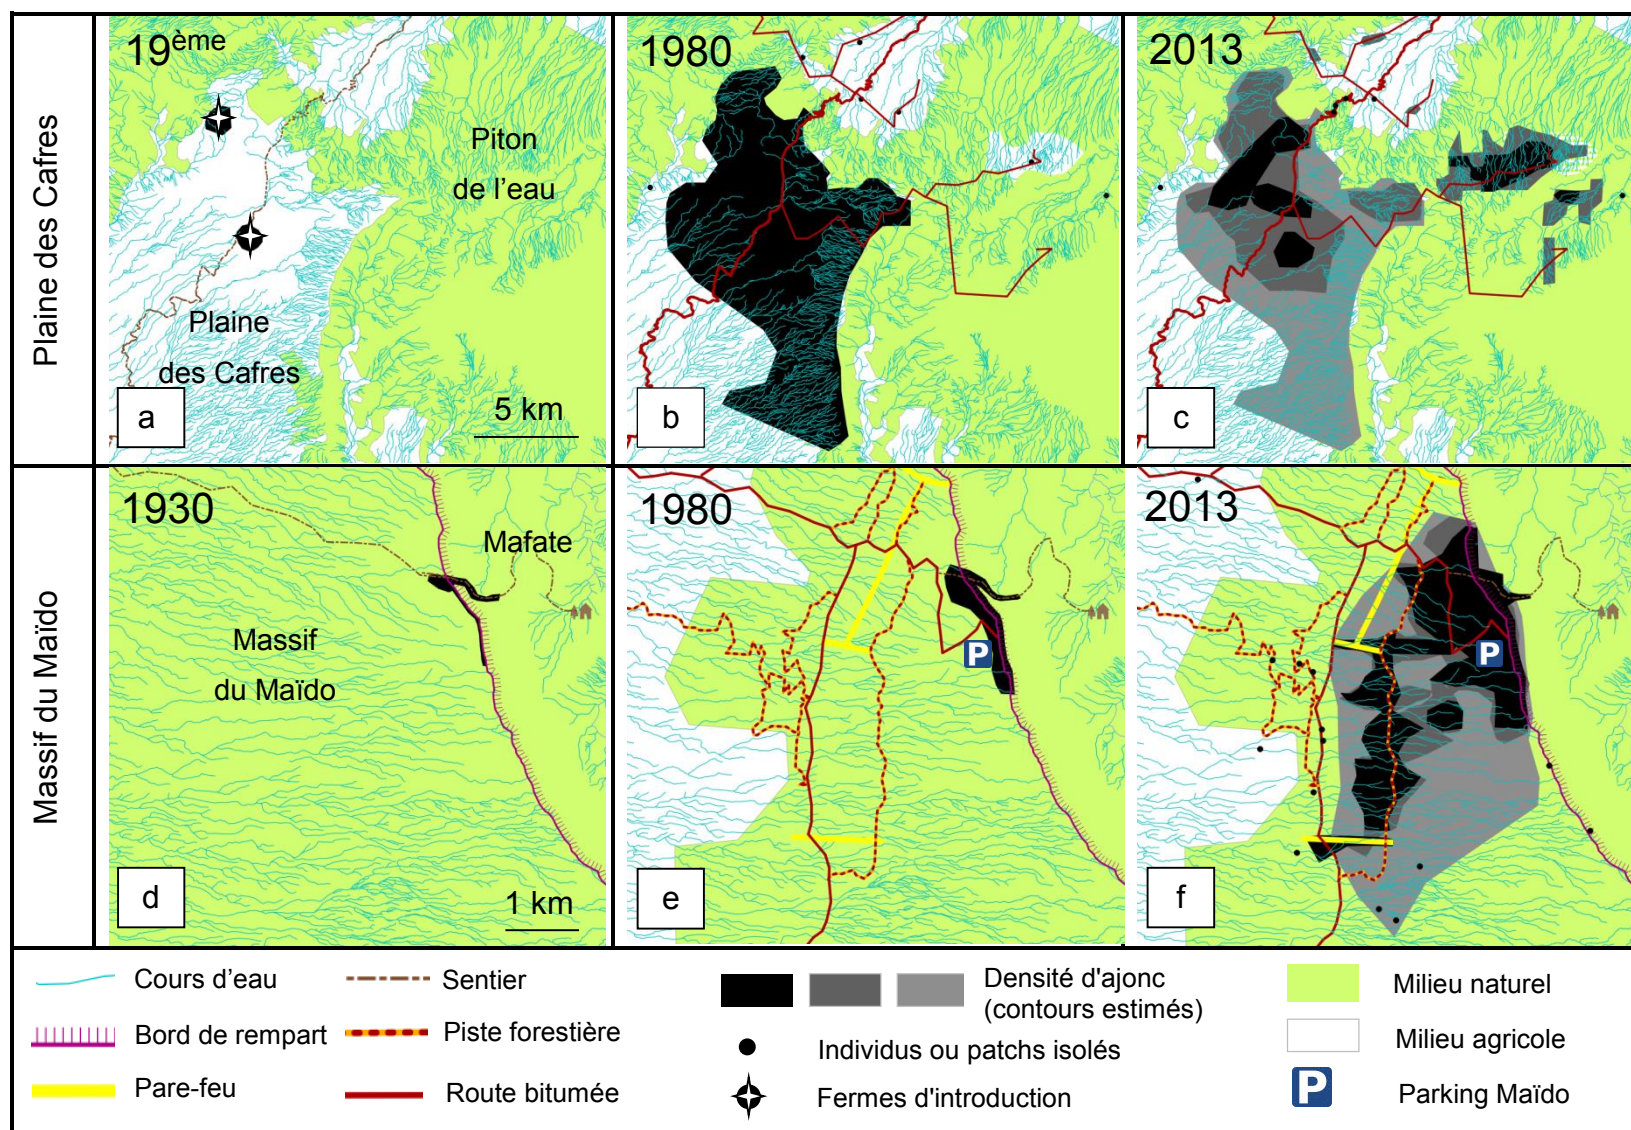 Plaine des Cafres
19ème
Piton
de l'eau
Plaine
des Cafres
a
5 km
1980
b
2013
c
Massif du Maïdo
1930
Mafate
Massif
du Maïdo
d
1 km
1980
P
e
2013
P
f
Cours d'eau
Sentier
Densité d'ajonc
(contours estimés)
Milieu naturel
Bord de rempart
Piste forestière
Individus ou patchs isolés
Milieu agricole
Pare-feu
Route bitumée
Fermes d'introduction
P
Parking Maïdo